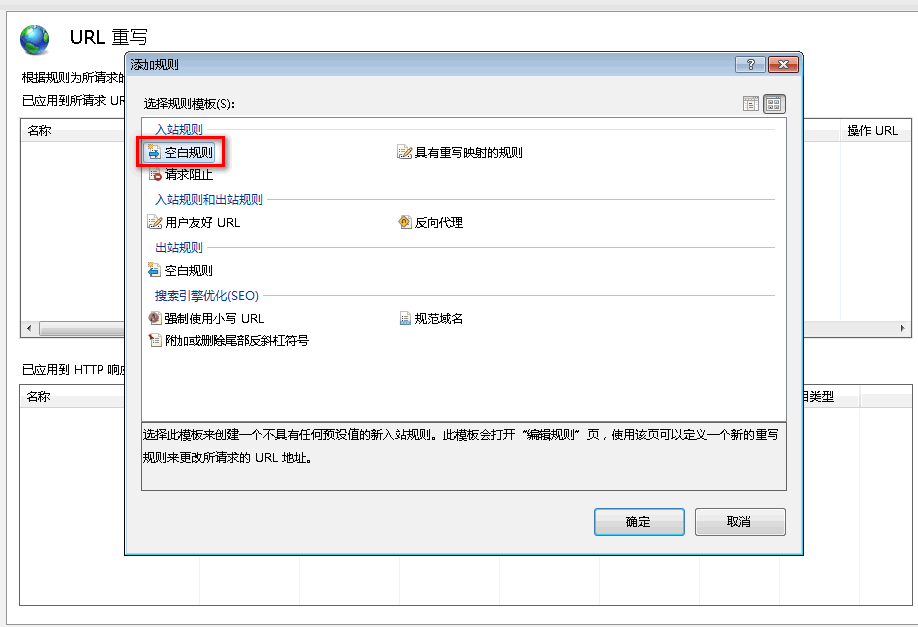 URL 重写
添加规则
根据规则为所请求的
选择规则模板(S):
已应用到所请求 UR
名称
操作 URL
入站规则
空白规则
具有重写映射的规则
请求阻止
入站规则和出站规则
用户友好 URL
反向代理
出站规则
空白规则
搜索引擎优化(SEO)
强制使用小写 URL
规范域名
附加或删除尾部反斜杠符号
已应用到 HTTP 响应
名称
目类型
选择此模板来创建一个不具有任何预设值的新入站规则。此模板会打开“编辑规则”页，使用该页可以定义一个新的重写
规则来更改所请求的 URL 地址。
确定
取消